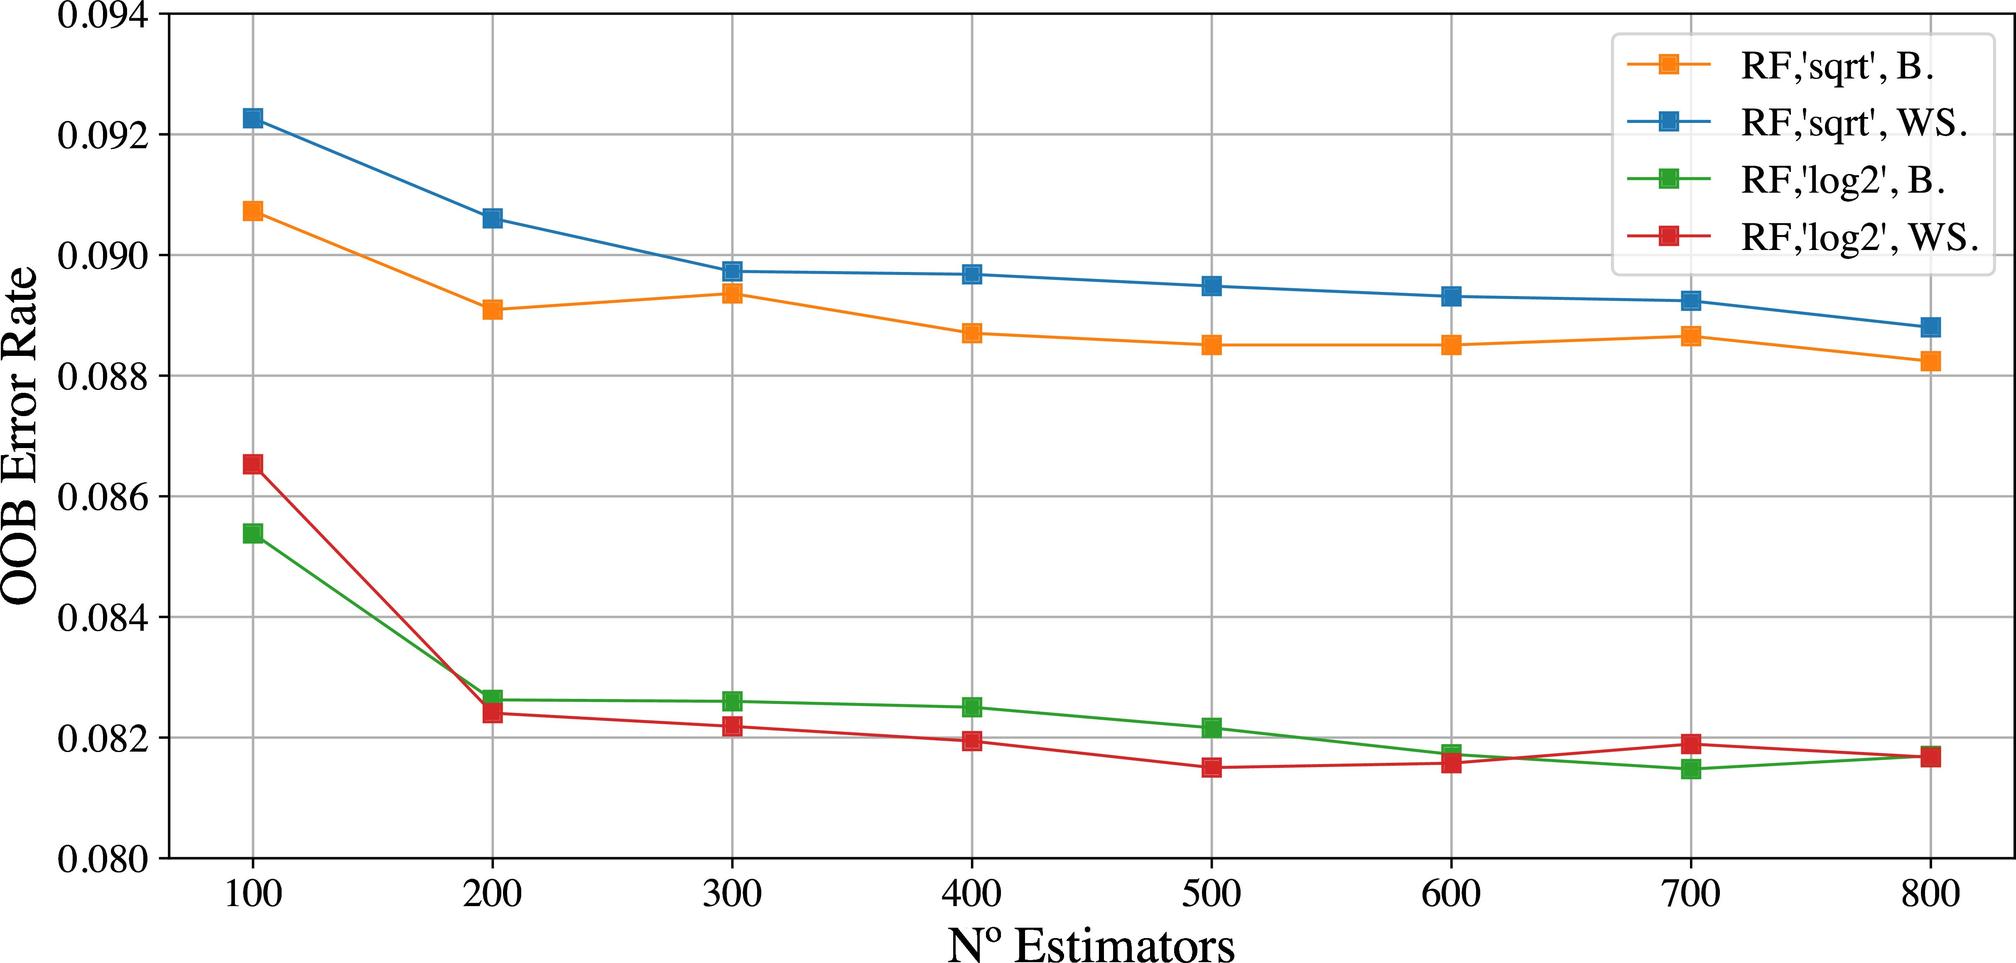 0.094
0.092
0.090
0.088
0.086
0.084
0.082
0.080
OOB Error Rate
RF,'sqrt', B.
RF,'sqrt', WS.
RF,'log2', B.
RF,'log2', WS.
100 200 300 400 500 600 700 800
Nº Estimators